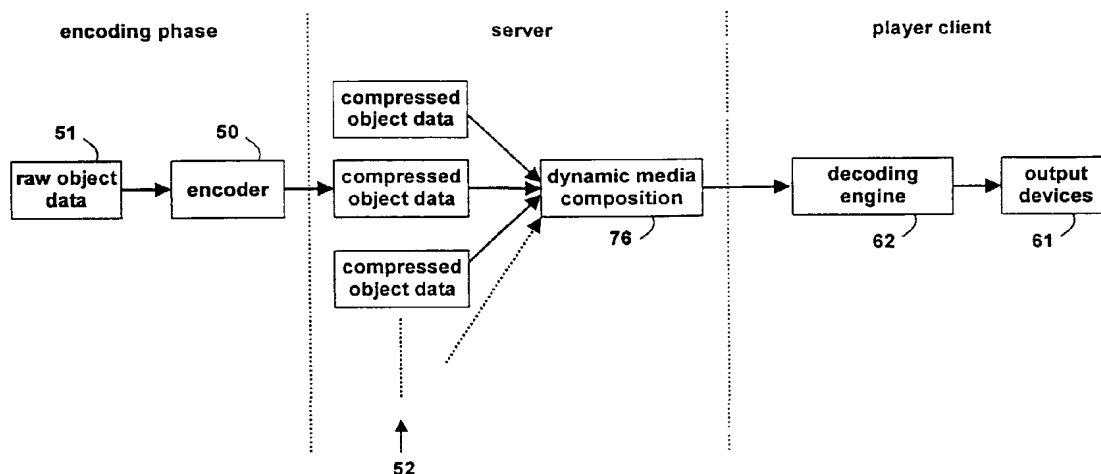 encoding phase
server
player client
compressed
object data
51
50
raw object
data
encoder
compressed
object data
dynamic media
composition
decoding
engine
output
devices
76
62
61
compressed
object data
52